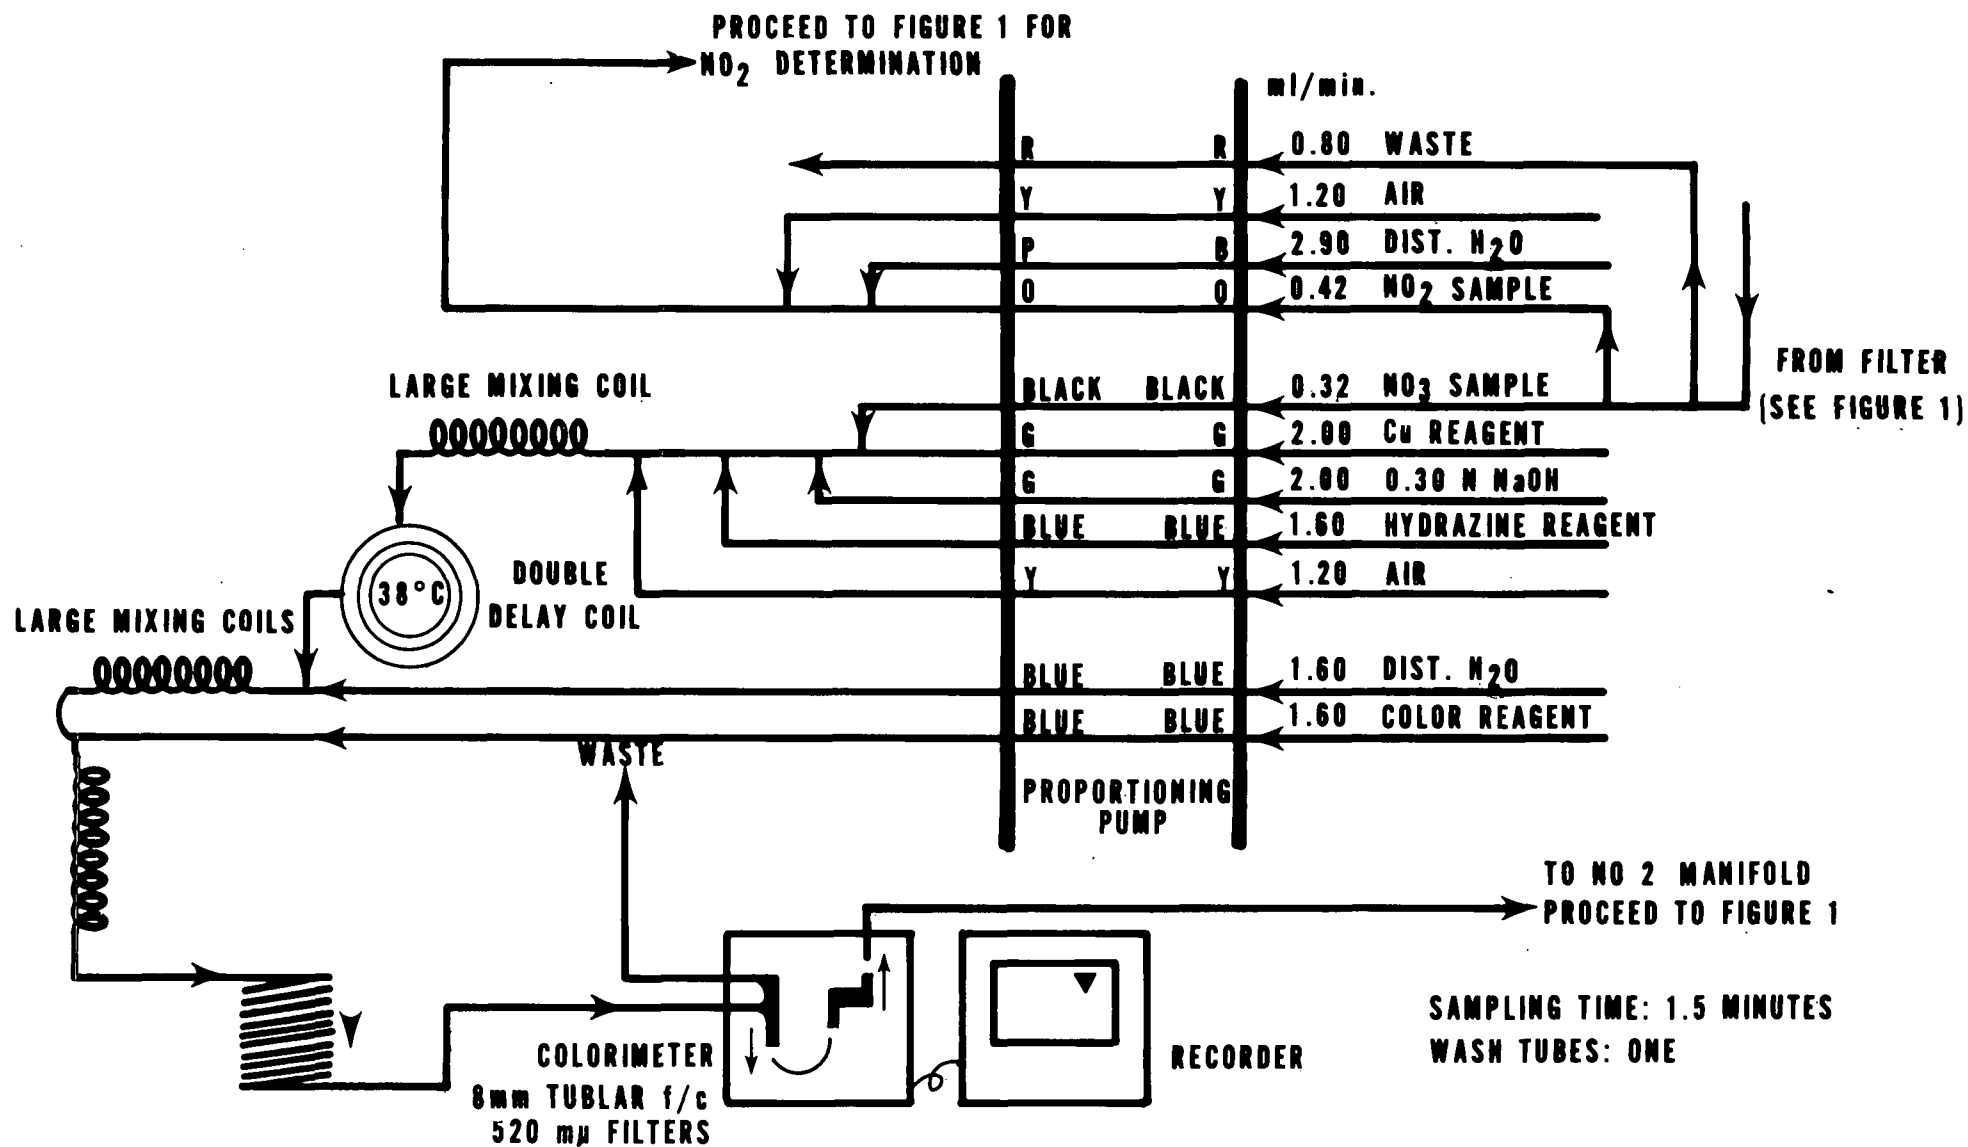 PROCEED TO FIGURE 1 FOR
NO2 DETERMINATION
ml/min.
R R 0.80 WASTE
Y Y 1.20 AIR
P B 2.90 DIST. H2O
O O 0.42 NO2 SAMPLE
FROM FILTER
(SEE FIGURE 1)
LARGE MIXING COIL
BLACK BLACK 0.32 NO3 SAMPLE
G G 2.00 Cu REAGENT
G G 2.00 0.30 N NaOH
BLUE BLUE 1.60 HYDRAZINE REAGENT
Y Y 1.20 AIR
38°C
DOUBLE
DELAY COIL
LARGE MIXING COILS
BLUE BLUE 1.60 DIST. H2O
BLUE BLUE 1.60 COLOR REAGENT
WASTE
PROPORTIONING
PUMP
TO NO 2 MANIFOLD
PROCEED TO FIGURE 1
COLORIMETER
8mm TUBLAR f/c
520 mµ FILTERS
RECORDER
SAMPLING TIME: 1.5 MINUTES
WASH TUBES: ONE